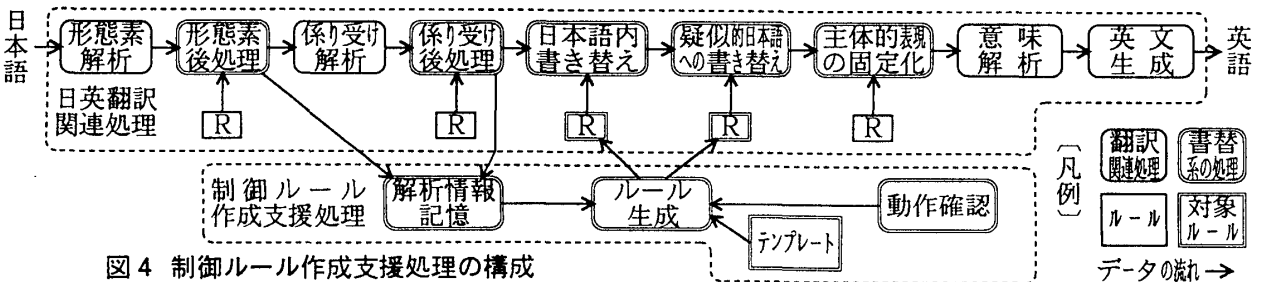 日本語
形態素
解析
形態素
後処理
係り受け
解析
係り受け
後処理
日本語内
書き替え
疑似的日本語
への書き替え
主体的表現
の固定化
意味
解析
英文
生成
英語
日英翻訳
関連処理
R
R
R
R
R
制御ルール
作成支援処理
解析情報
記憶
ルール
生成
動作確認
テンプレート
〔凡例〕
翻訳
関連処理
書替
系の処理
ルール
対象
ルール
データの流れ→
図4 制御ルール作成支援処理の構成